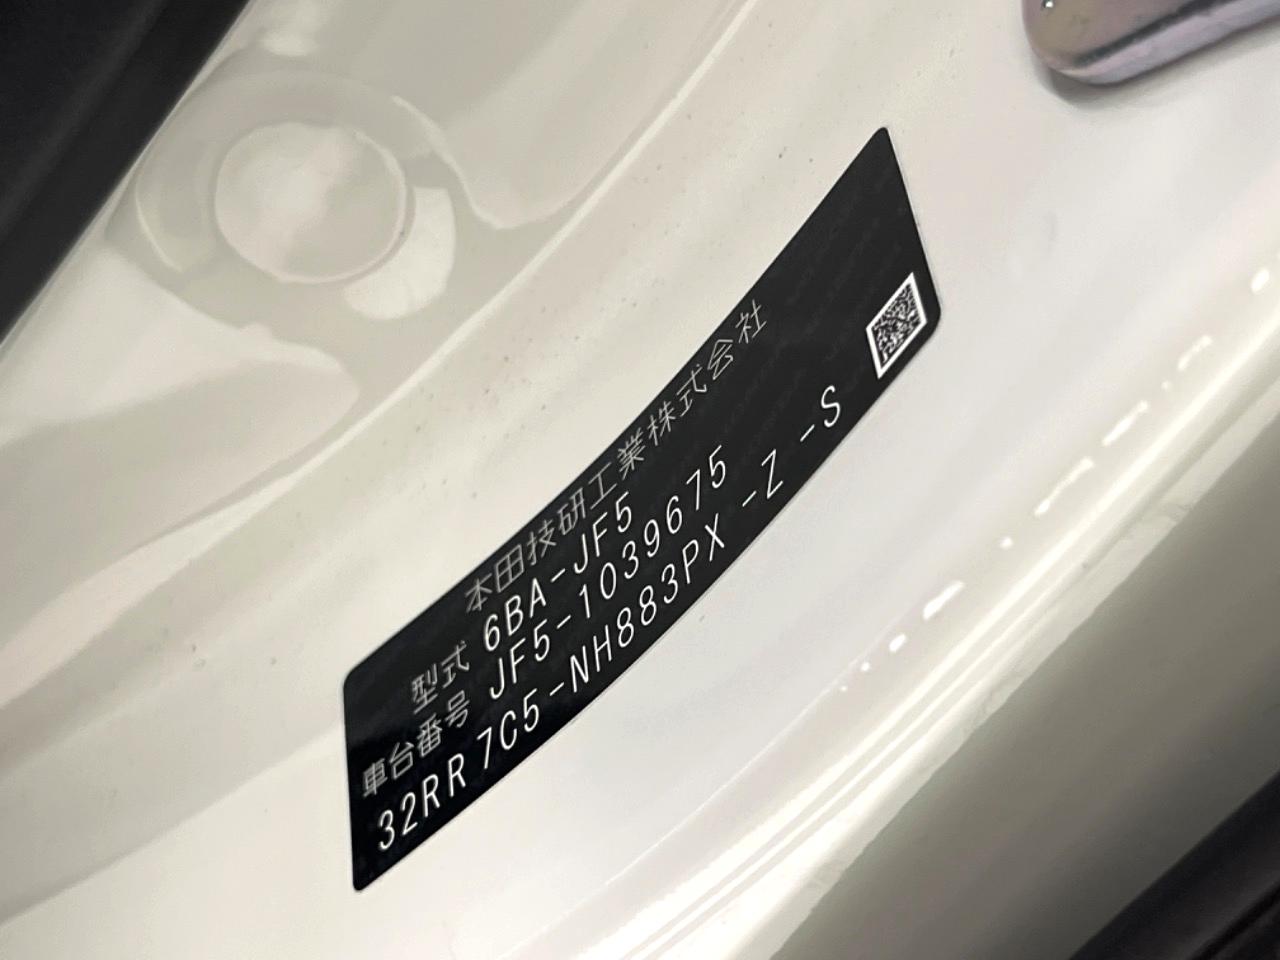 本田技研工業株式会社
型式 6BA-JF5
車台番号 JF5-1039675
32RR 7C5-NH883PX -Z -S